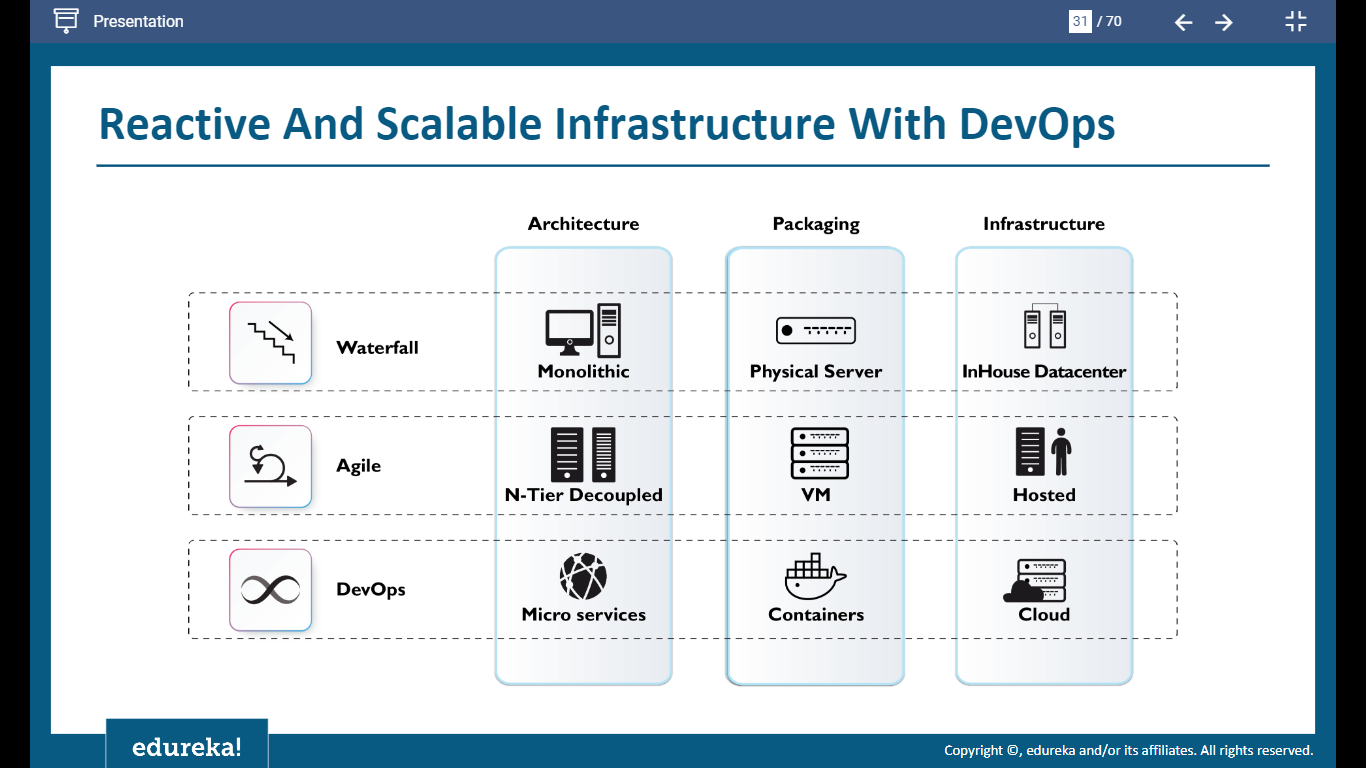 Presentation
31 / 70
Reactive And Scalable Infrastructure With DevOps
Architecture Packaging Infrastructure
Waterfall
Monolithic Physical Server InHouse Datacenter
Agile
N-Tier Decoupled VM Hosted
DevOps
Micro services Containers Cloud
edureka!
Copyright ©, edureka and/or its affiliates. All rights reserved.